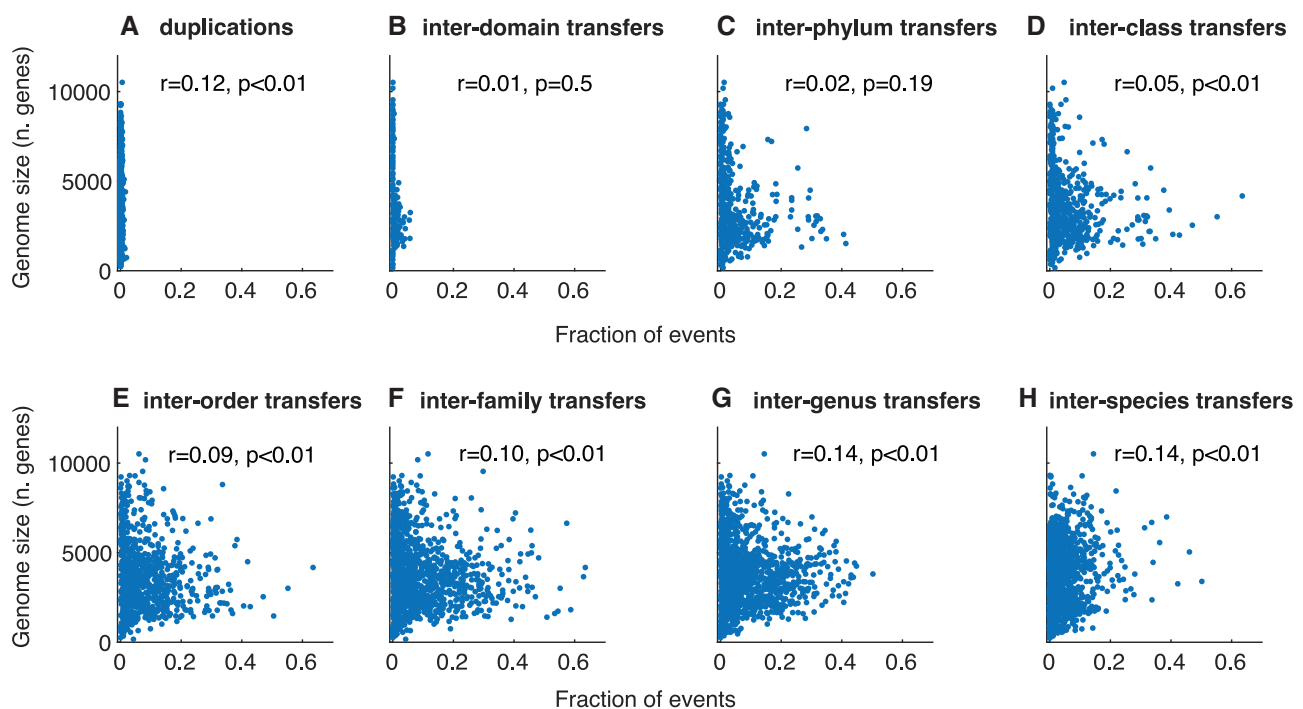 A duplications
B inter-domain transfers
C inter-phylum transfers
D inter-class transfers
r=0.12, p<0.01
r=0.01, p=0.5
r=0.02, p=0.19
r=0.05, p<0.01
Genome size (n. genes)
10000
5000
0
0 0.2 0.4 0.6
0 0.2 0.4 0.6
0 0.2 0.4 0.6
0 0.2 0.4 0.6
Fraction of events
E inter-order transfers
F inter-family transfers
G inter-genus transfers
H inter-species transfers
r=0.09, p<0.01
r=0.10, p<0.01
r=0.14, p<0.01
r=0.14, p<0.01
Genome size (n. genes)
10000
5000
0
0 0.2 0.4 0.6
0 0.2 0.4 0.6
0 0.2 0.4 0.6
0 0.2 0.4 0.6
Fraction of events